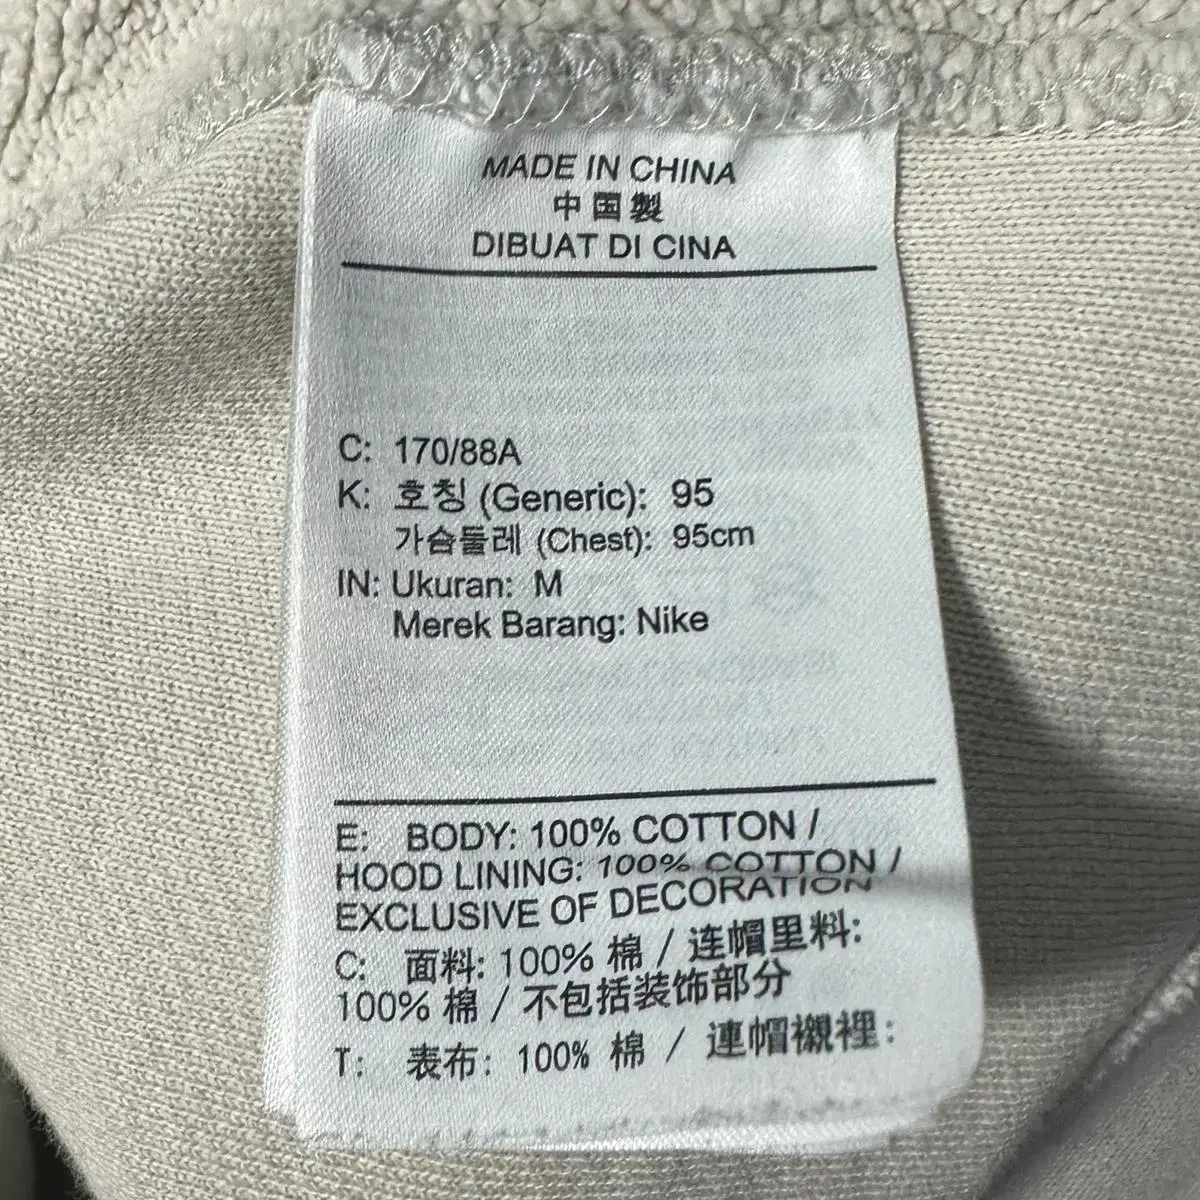 MADE IN CHINA
中国製
DIBUAT DI CINA
C: 170/88A
K: 호칭 (Generic): 95
가슴둘레 (Chest): 95cm
IN: Ukuran: M
Merek Barang: Nike
E: BODY: 100% COTTON /
HOOD LINING: 100% COTTON /
EXCLUSIVE OF DECORATION
C: 面料: 100% 棉 / 连帽里料:
100% 棉 / 不包括装饰部分
T: 表布: 100% 棉 / 連帽襯裡: